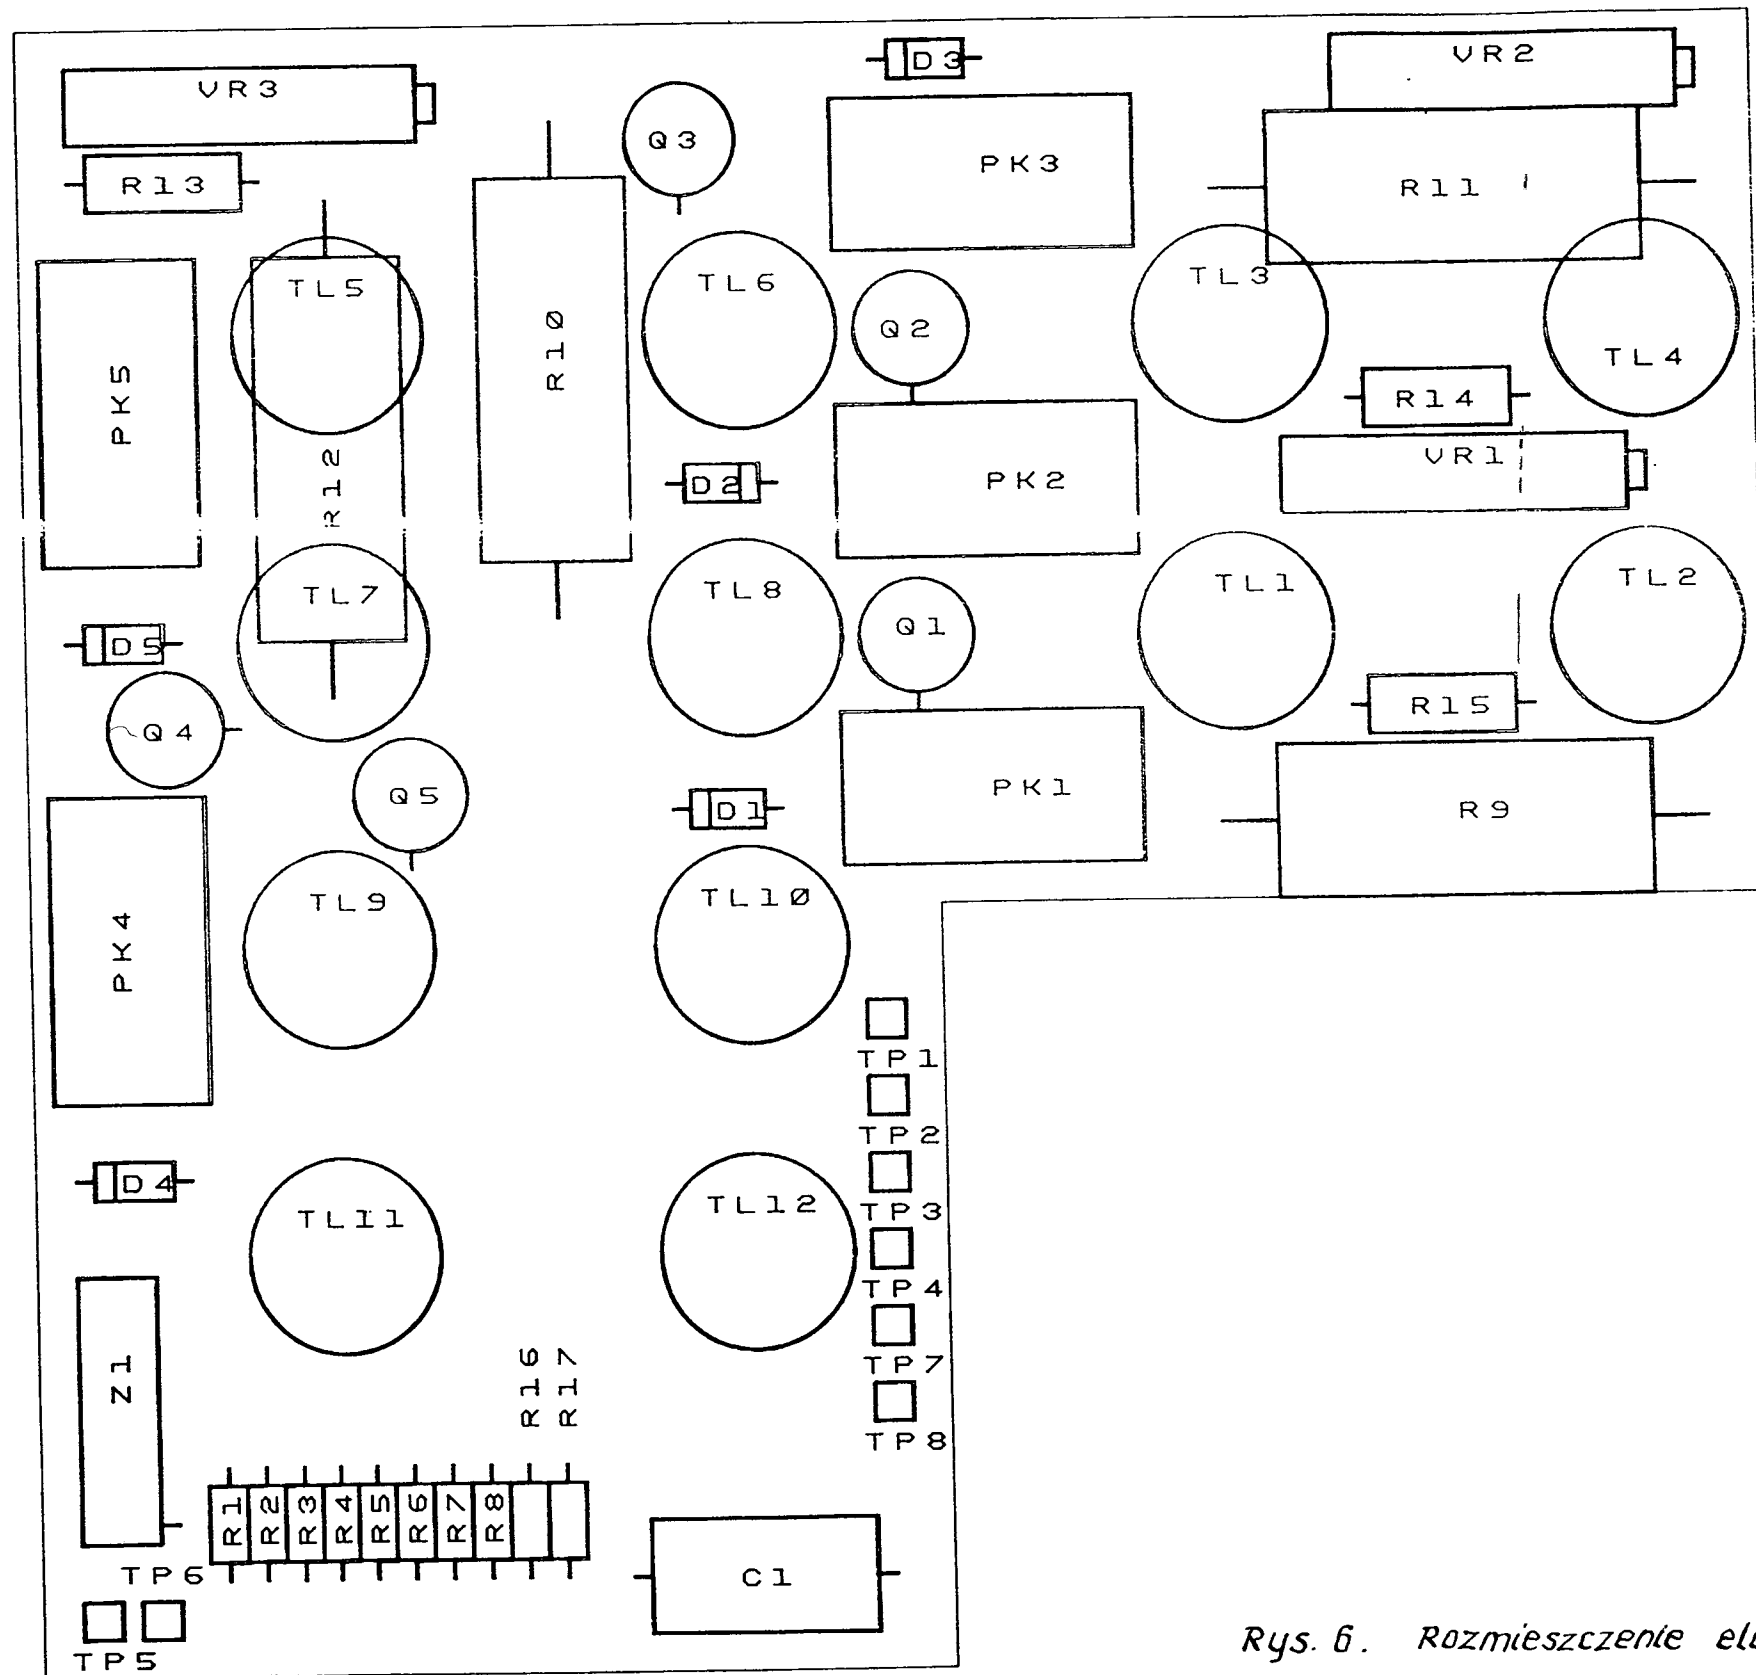 D3
VR2
VR3
Q3
PK3
R13
R11
TL5
TL6
TL3
Q2
TL4
R10
PK5
R14
R12
D2
PK2
VR1
TL7
TL8
Q1
TL1
TL2
D5
R15
Q4
Q5
D1
PK1
R9
TL9
TL10
PK4
TP1
TP2
D4
TL11
TL12
TP3
TP4
TP7
Z1
R16
R17
TP8
R1
R2
R3
R4
R5
R6
R7
R8
C1
TP6
TP5
Rys. 6. Rozmieszczenie